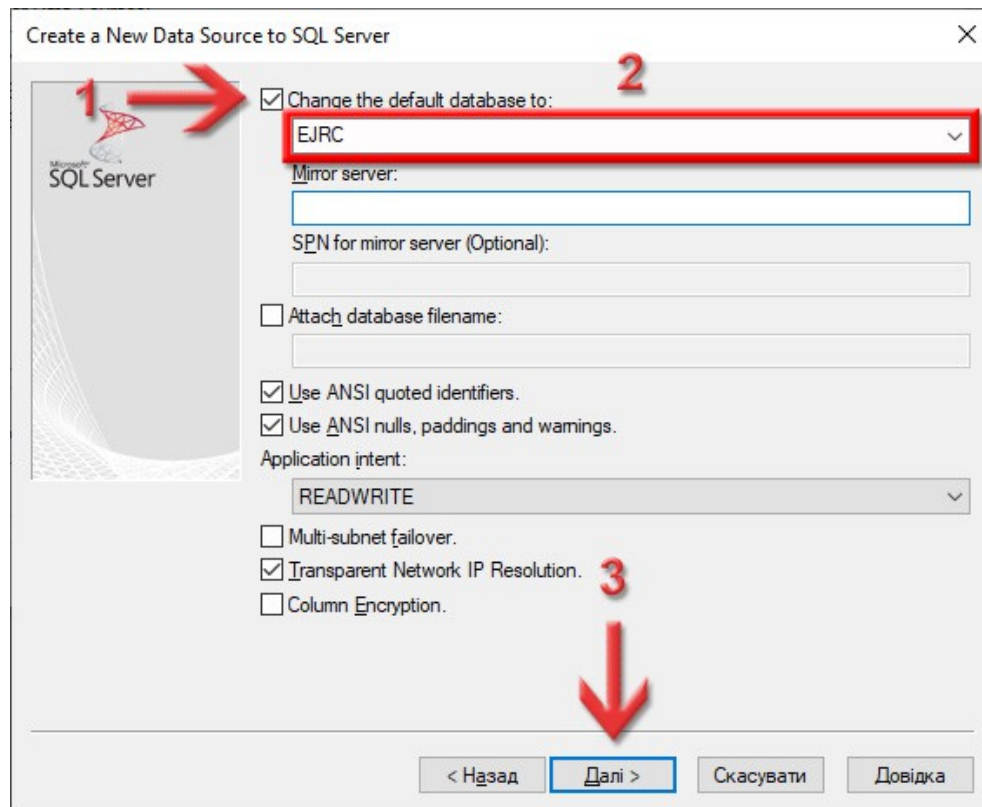 Create a New Data Source to SQL Server
1
2
Change the default database to:
EJRC
Microsoft®
SQL Server
Mirror server:
SPN for mirror server (Optional):
Attach database filename:
Use ANSI quoted identifiers.
Use ANSI nulls, paddings and warnings.
Application intent:
READWRITE
Multi-subnet failover.
Transparent Network IP Resolution.
3
Column Encryption.
< Назад
Далі >
Скасувати
Довідка